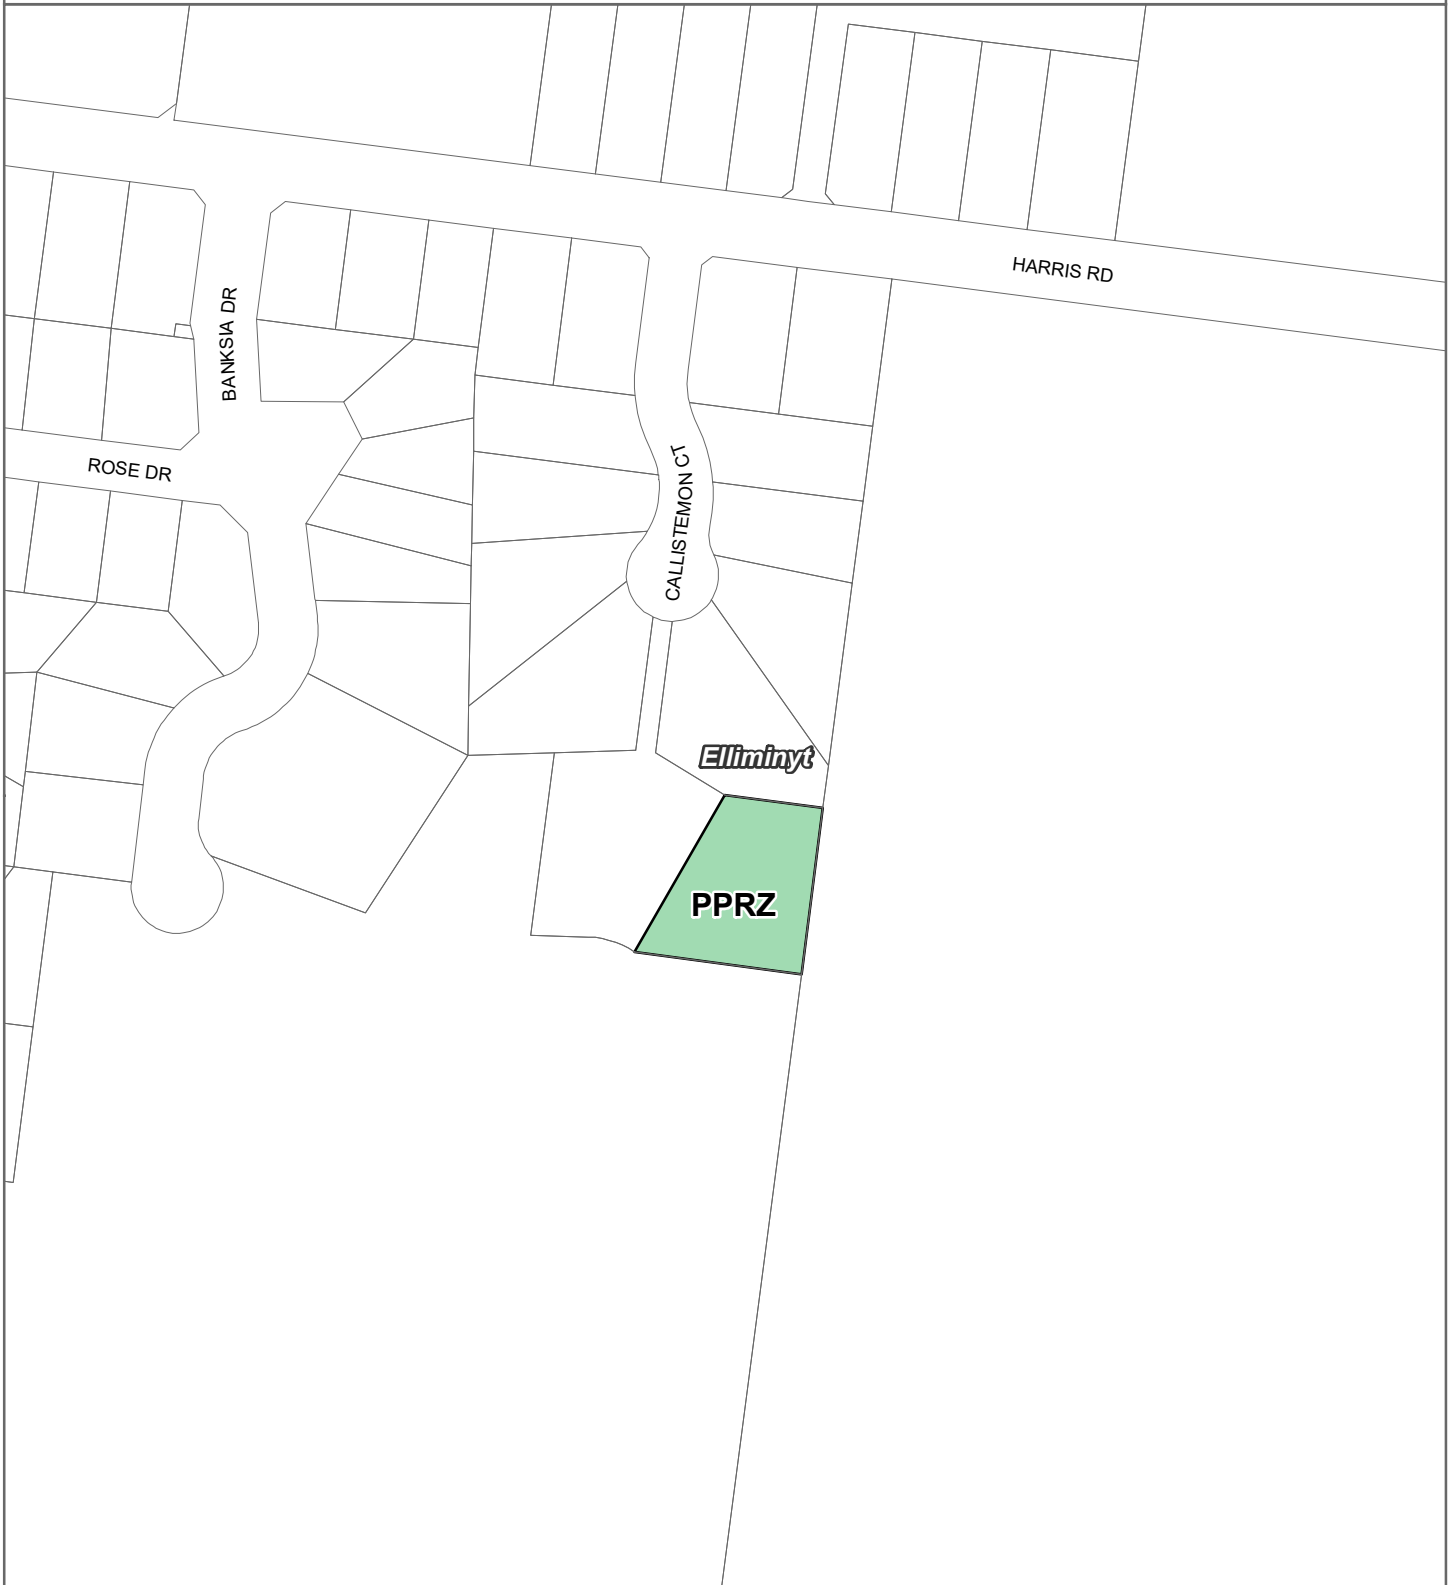 HARRIS RD
BANKSIA DR
ROSE DR
CALLISTEMON CT
Elliminyt
PPRZ